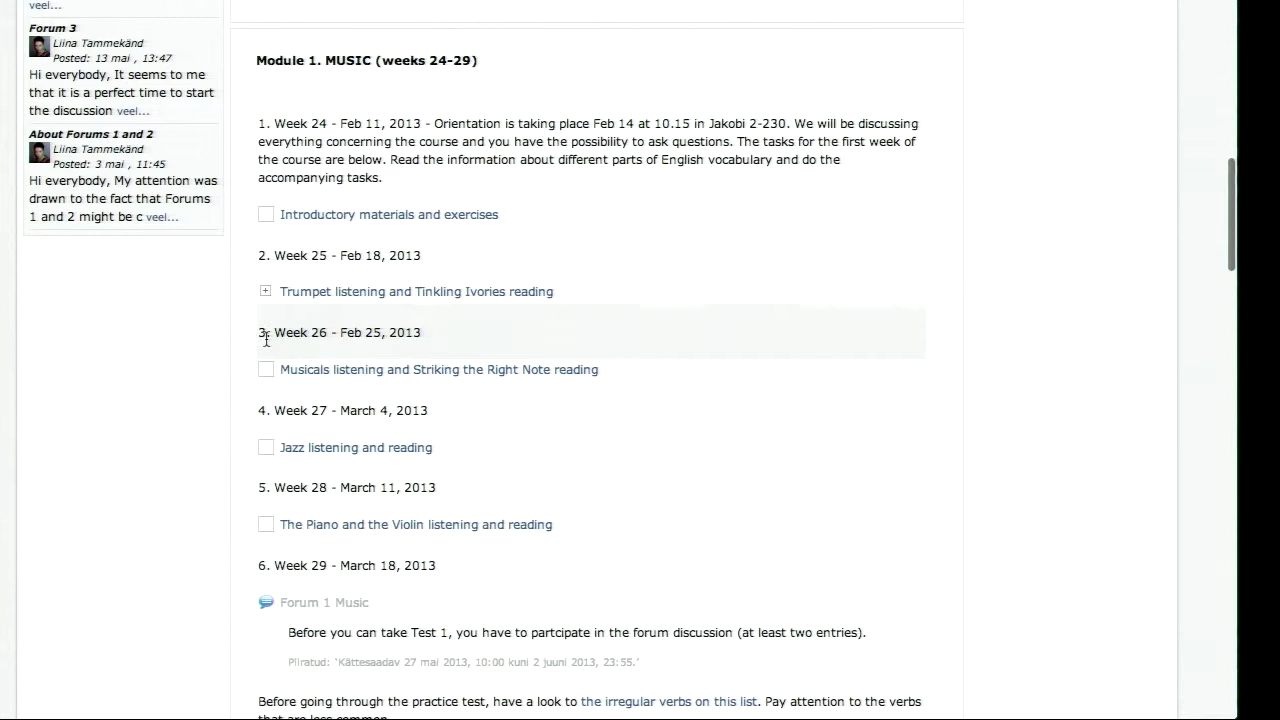 veel...
Forum 3
Liina Tammekänd
Posted: 13 mai , 13:47
Hi everybody, It seems to me
that it is a perfect time to start
the discussion veel...
About Forums 1 and 2
Liina Tammekänd
Posted: 3 mai , 11:45
Hi everybody, My attention was
drawn to the fact that Forums
1 and 2 might be c veel...
Module 1. MUSIC (weeks 24-29)
1. Week 24 - Feb 11, 2013 - Orientation is taking place Feb 14 at 10.15 in Jakobi 2-230. We will be discussing
everything concerning the course and you have the possibility to ask questions. The tasks for the first week of
the course are below. Read the information about different parts of English vocabulary and do the
accompanying tasks.
Introductory materials and exercises
2. Week 25 - Feb 18, 2013
Trumpet listening and Tinkling Ivories reading
3. Week 26 - Feb 25, 2013
Musicals listening and Striking the Right Note reading
4. Week 27 - March 4, 2013
Jazz listening and reading
5. Week 28 - March 11, 2013
The Piano and the Violin listening and reading
6. Week 29 - March 18, 2013
Forum 1 Music
Before you can take Test 1, you have to partcipate in the forum discussion (at least two entries).
Piiratud: 'Kättesaadav 27 mai 2013, 10:00 kuni 2 juuni 2013, 23:55.'
Before going through the practice test, have a look to the irregular verbs on this list. Pay attention to the verbs
that are less common